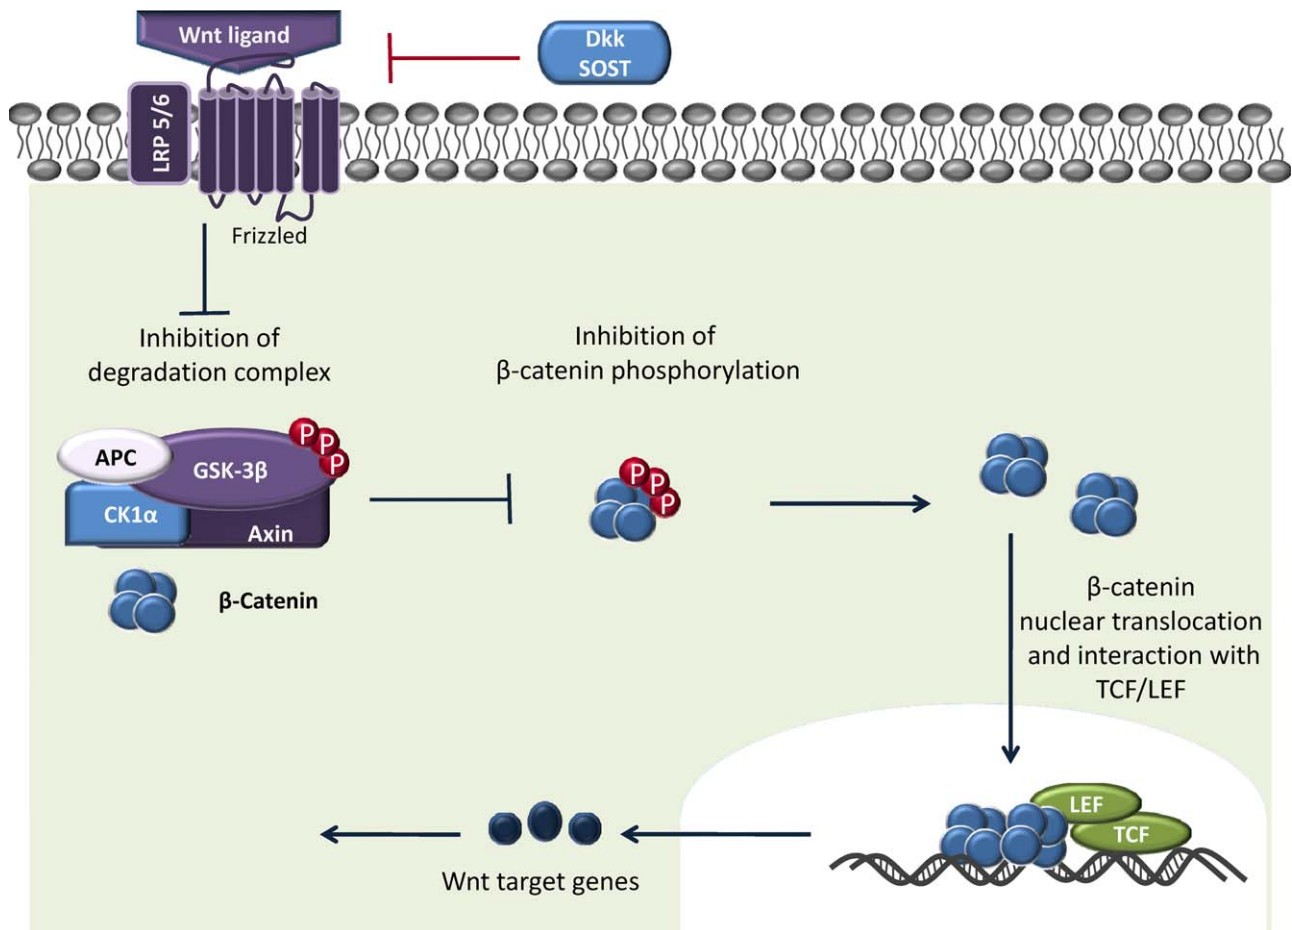 Wnt ligand
Dkk
SOST
LRP 5/6
Frizzled
Inhibition of
degradation complex
Inhibition of
β-catenin phosphorylation
APC
GSK-3β
P
P
P
CK1α
Axin
β-Catenin
P
P
P
β-catenin
nuclear translocation
and interaction with
TCF/LEF
LEF
TCF
Wnt target genes